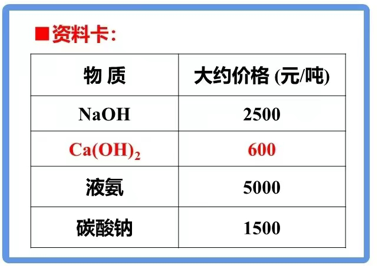 ■资料卡:
物 质 大约价格 (元/吨)
NaOH 2500
Ca(OH)₂ 600
液氨 5000
碳酸钠 1500